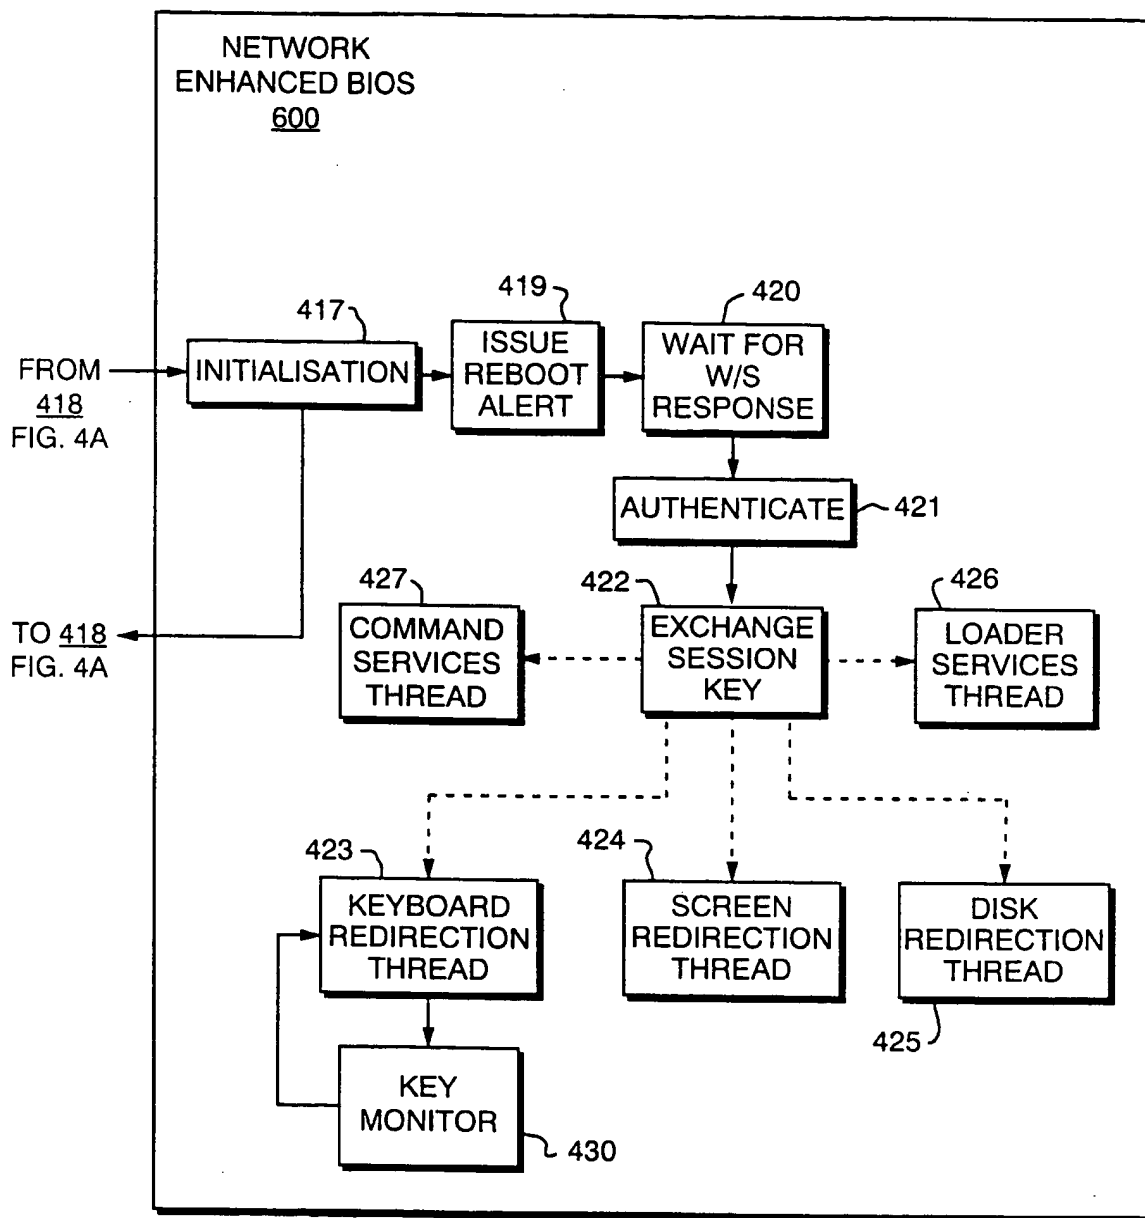 NETWORK
ENHANCED BIOS
600
417
419
420
FROM
418
FIG. 4A
INITIALISATION
ISSUE
REBOOT
ALERT
WAIT FOR
W/S
RESPONSE
AUTHENTICATE
421
427
422
426
TO 418
FIG. 4A
COMMAND
SERVICES
THREAD
EXCHANGE
SESSION
KEY
LOADER
SERVICES
THREAD
423
424
KEYBOARD
REDIRECTION
THREAD
SCREEN
REDIRECTION
THREAD
DISK
REDIRECTION
THREAD
425
KEY
MONITOR
430